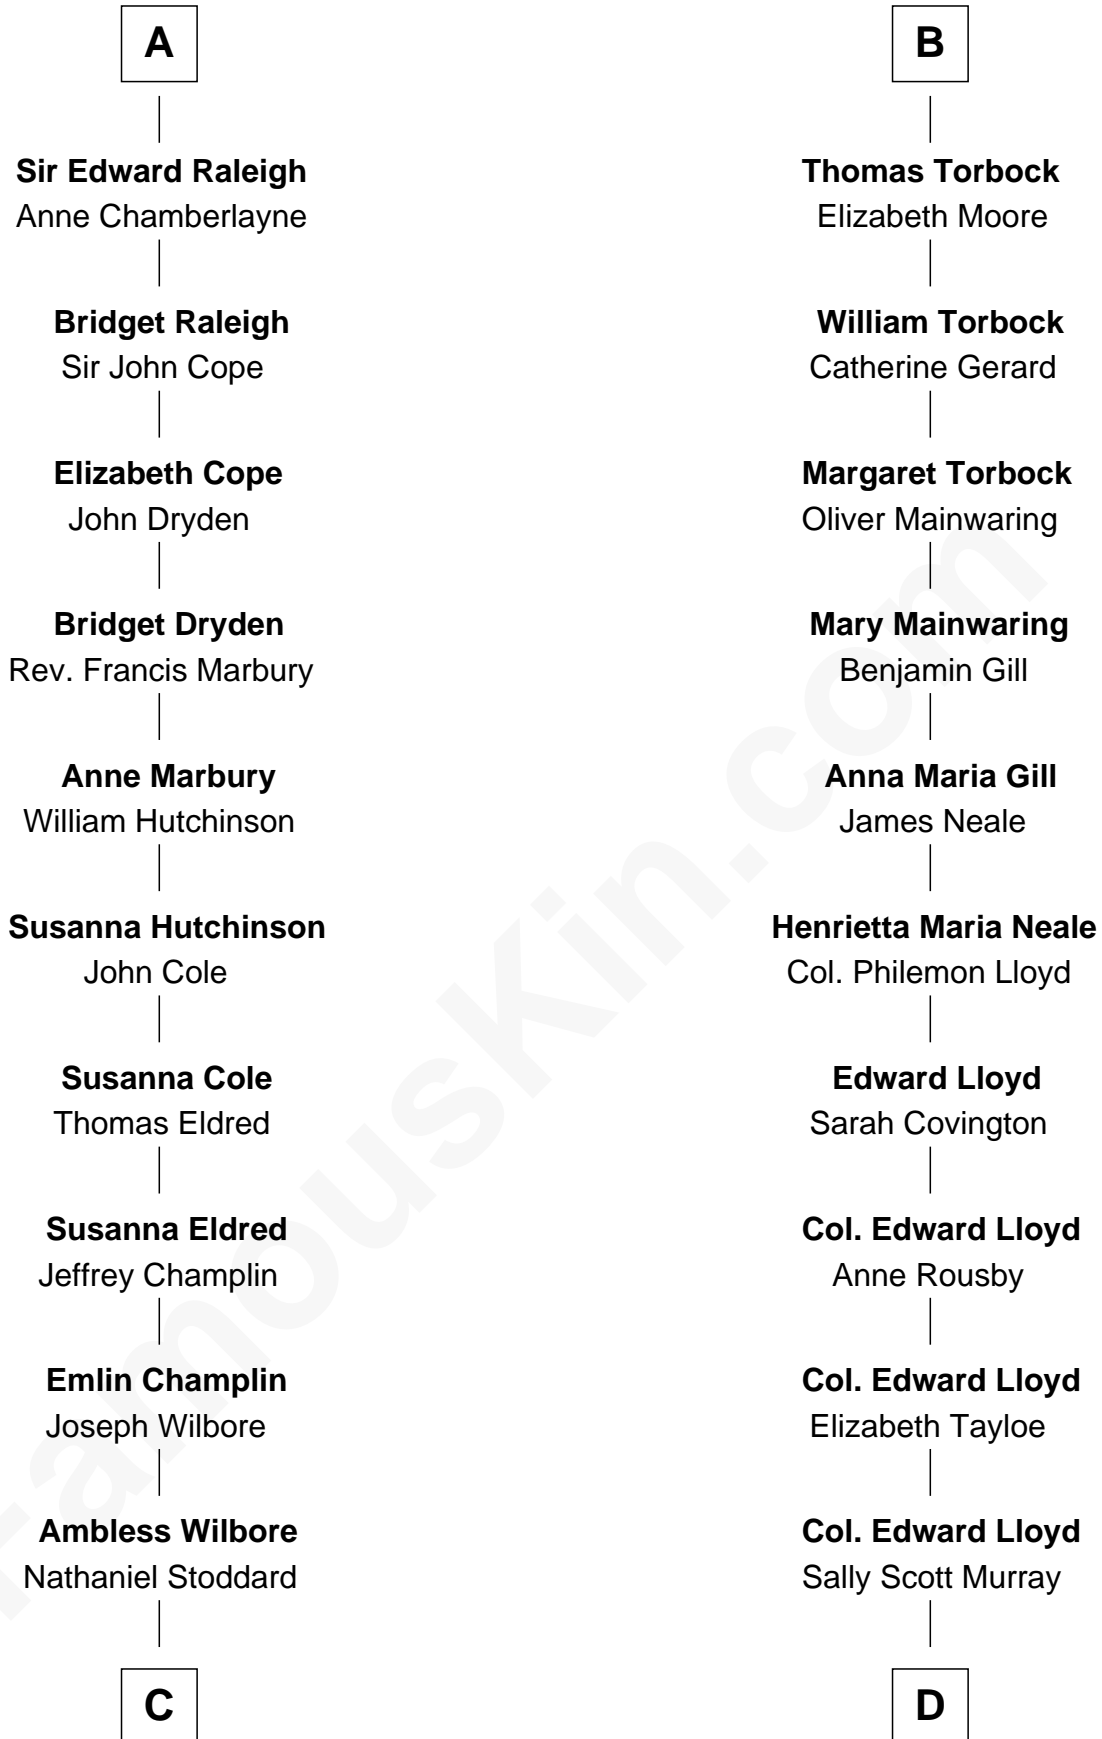 A
Sir Edward Raleigh
Anne Chamberlayne
Bridget Raleigh
Sir John Cope
Elizabeth Cope
John Dryden
Bridget Dryden
Rev. Francis Marbury
Anne Marbury
William Hutchinson
Susanna Hutchinson
John Cole
Susanna Cole
Thomas Eldred
Susanna Eldred
Jeffrey Champlin
Emlin Champlin
Joseph Wilbore
Ambless Wilbore
Nathaniel Stoddard
C
B
Thomas Torbock
Elizabeth Moore
William Torbock
Catherine Gerard
Margaret Torbock
Oliver Mainwaring
Mary Mainwaring
Benjamin Gill
Anna Maria Gill
James Neale
Henrietta Maria Neale
Col. Philemon Lloyd
Edward Lloyd
Sarah Covington
Col. Edward Lloyd
Anne Rousby
Col. Edward Lloyd
Elizabeth Tayloe
Col. Edward Lloyd
Sally Scott Murray
D
FamousKin.com